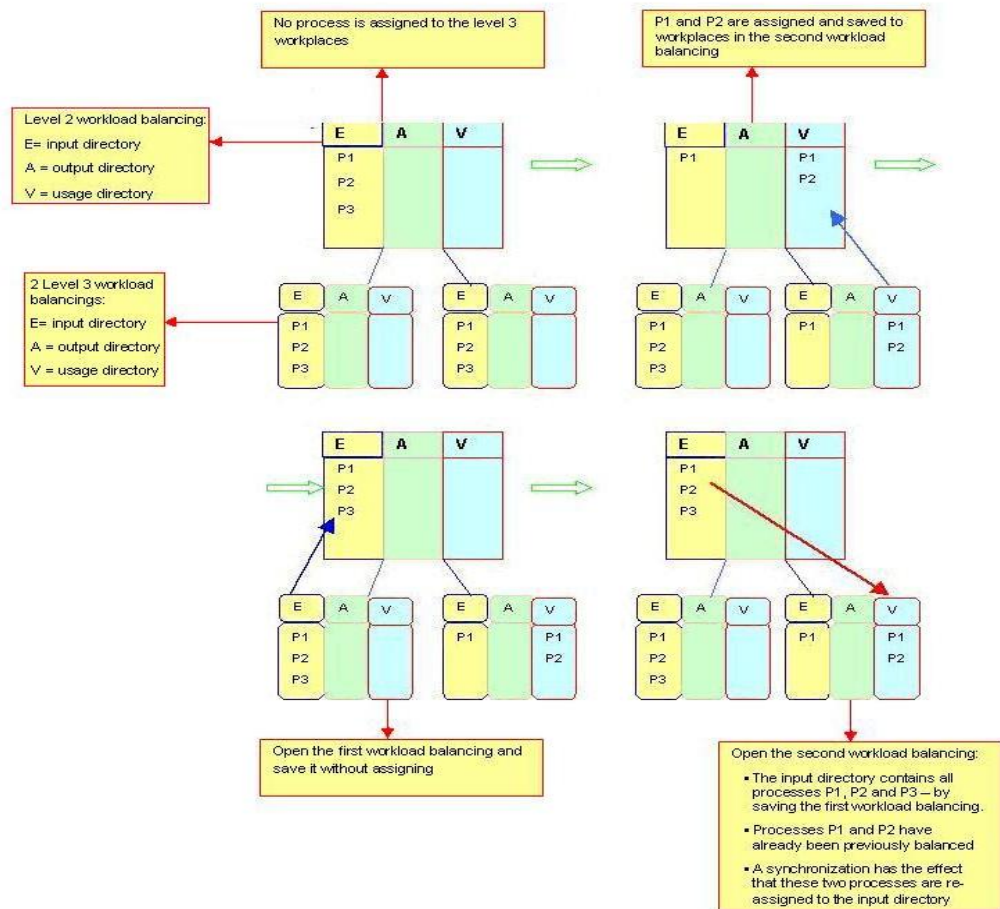 No process is assigned to the level 3
workplaces
P1 and P2 are assigned and saved to
workplaces in the second workload
balancing
Level 2 workload balancing:
E= input directory
A = output directory
V = usage directory
E A V
P1
P2
P3
E A V
P1 P1
P2
2 Level 3 workload
balancings:
E= input directory
A = output directory
V = usage directory
E A V
P1
P2
P3
E A V
P1
P2
P3
E A V
P1
P2
P3
E A V
P1 P1
P2
E A V
P1
P2
P3
E A V
P1
P2
P3
E A V
P1
P2
P3
E A V
P1 P1
P2
E A V
P1
P2
P3
E A V
P1 P1
P2
Open the first workload balancing and
save it without assigning
Open the second workload balancing:
▪ The input directory contains all
processes P1, P2 and P3 – by
saving the first workload balancing.
▪ Processes P1 and P2 have
already been previously balanced
▪ A synchronization has the effect
that these two processes are re-
assigned to the input directory